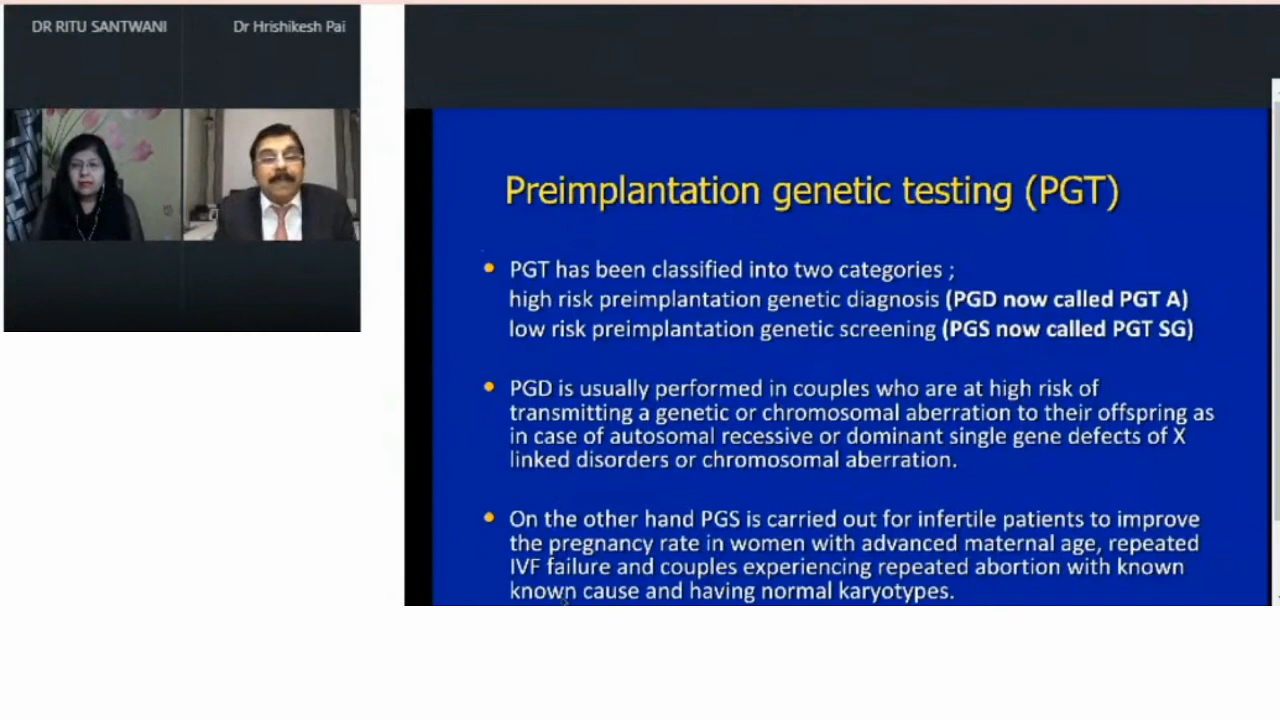 DR RITU SANTWANI
Dr Hrishikesh Pai
Preimplantation genetic testing (PGT)
• PGT has been classified into two categories ;
high risk preimplantation genetic diagnosis (PGD now called PGT A)
low risk preimplantation genetic screening (PGS now called PGT SG)
• PGD is usually performed in couples who are at high risk of
transmitting a genetic or chromosomal aberration to their offspring as
in case of autosomal recessive or dominant single gene defects of X
linked disorders or chromosomal aberration.
• On the other hand PGS is carried out for infertile patients to improve
the pregnancy rate in women with advanced maternal age, repeated
IVF failure and couples experiencing repeated abortion with known
known cause and having normal karyotypes.